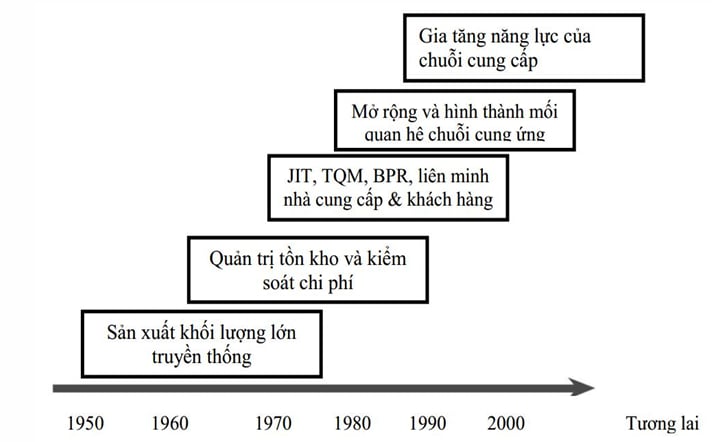 Gia tăng năng lực của
chuỗi cung cấp
Mở rộng và hình thành mối
quan hệ chuỗi cung ứng
JIT, TQM, BPR, liên minh
nhà cung cấp & khách hàng
Quản trị tồn kho và kiểm
soát chi phí
Sản xuất khối lượng lớn
truyền thống
1950 1960 1970 1980 1990 2000 Tương lai